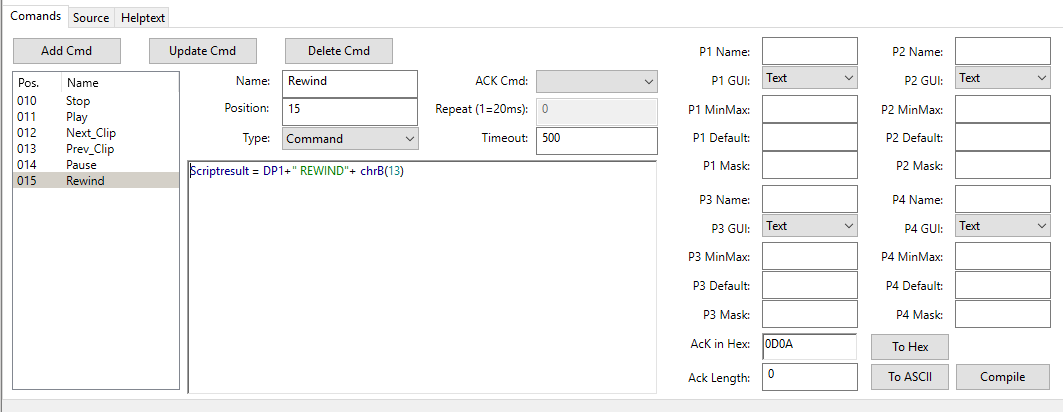 Comands Source Helptext
Add Cmd Update Cmd Delete Cmd
Pos. Name
010 Stop
011 Play
012 Next_Clip
013 Prev_Clip
014 Pause
015 Rewind
Name: Rewind ACK Cmd:
Position: 15 Repeat (1=20ms): 0
Type: Command Timeout: 500
Scriptresult = DP1+" REWIND"+ chrB(13)
P1 Name: P2 Name:
P1 GUI: Text P2 GUI: Text
P1 MinMax: P2 MinMax:
P1 Default: P2 Default:
P1 Mask: P2 Mask:
P3 Name: P4 Name:
P3 GUI: Text P4 GUI: Text
P3 MinMax: P4 MinMax:
P3 Default: P4 Default:
P3 Mask: P4 Mask:
AcK in Hex: 0D0A To Hex
Ack Length: 0 To ASCII Compile